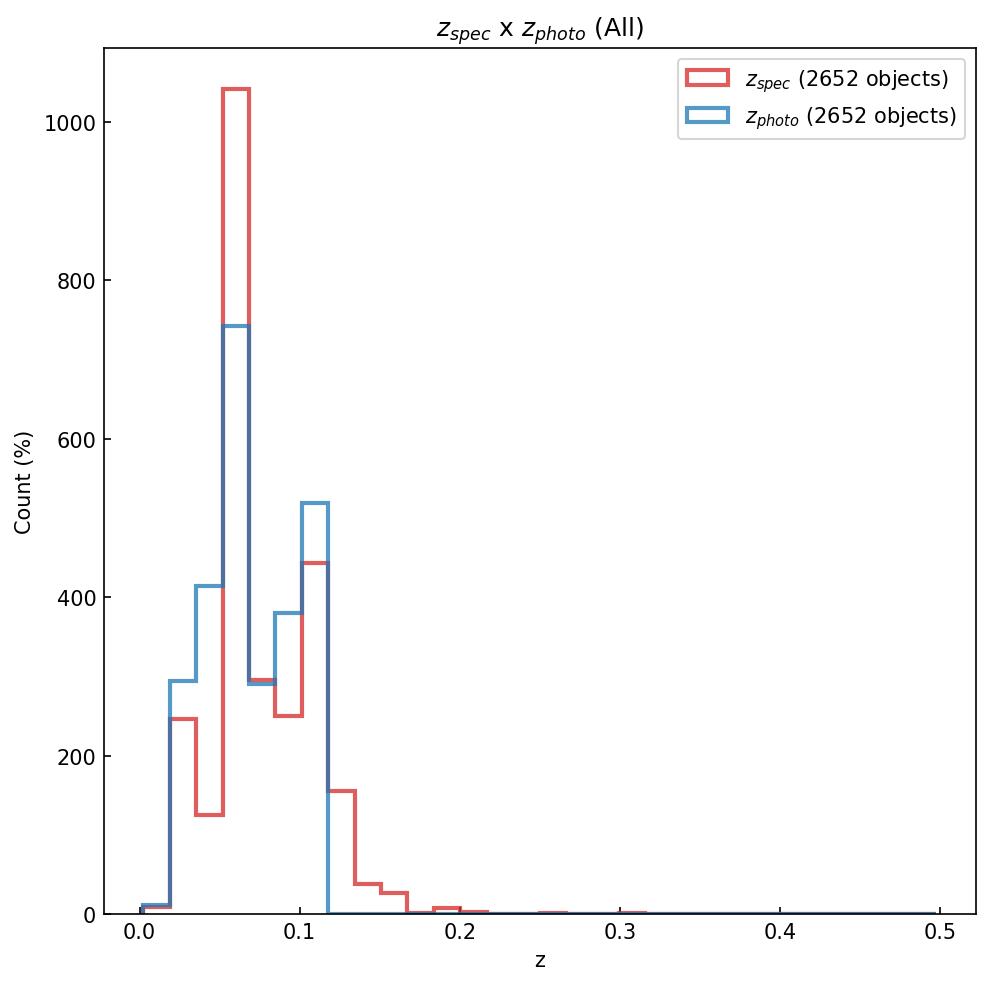 z_spec x z_photo (All)
z_spec (2652 objects)
z_photo (2652 objects)
Count (%)
1000
800
600
400
200
0
0.0 0.1 0.2 0.3 0.4 0.5
z